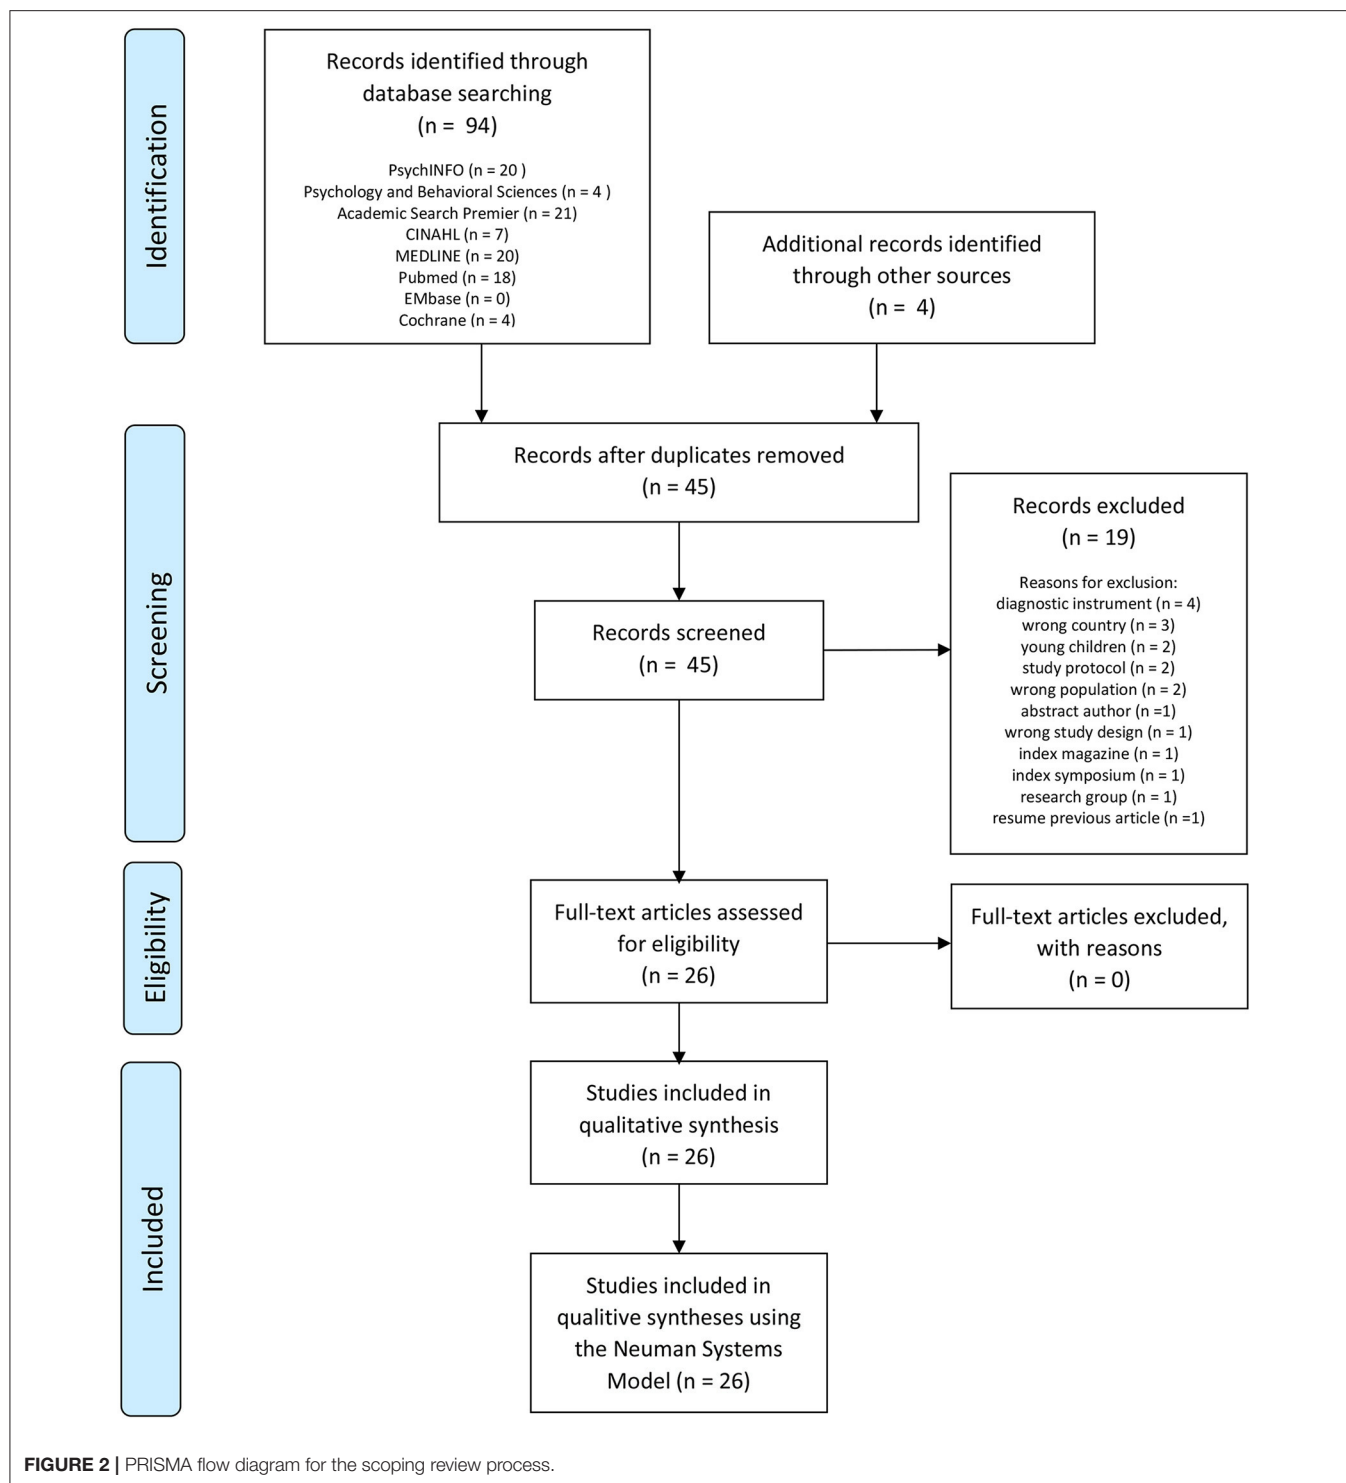 Identification
Records identified through
database searching
(n =  94)
PsychINFO (n = 20 )
Psychology and Behavioral Sciences (n = 4 )
Academic Search Premier (n = 21)
CINAHL (n = 7)
MEDLINE (n = 20)
Pubmed (n = 18)
EMbase (n = 0)
Cochrane (n = 4)
Additional records identified
through other sources
(n =  4)
Screening
Records after duplicates removed
(n = 45)
Records screened
(n =  45)
Records excluded
(n = 19)
Reasons for exclusion:
diagnostic instrument (n = 4)
wrong country (n = 3)
young children (n = 2)
study protocol (n = 2)
wrong population (n = 2)
abstract author (n =1)
wrong study design (n = 1)
index magazine (n = 1)
index symposium (n = 1)
research group (n = 1)
resume previous article (n =1)
Eligibility
Full-text articles assessed
for eligibility
(n = 26)
Full-text articles excluded,
with reasons
(n = 0)
Included
Studies included in
qualitative synthesis
(n = 26)
Studies included in
qualitive syntheses using
the Neuman Systems
Model (n = 26)
FIGURE 2 | PRISMA flow diagram for the scoping review process.